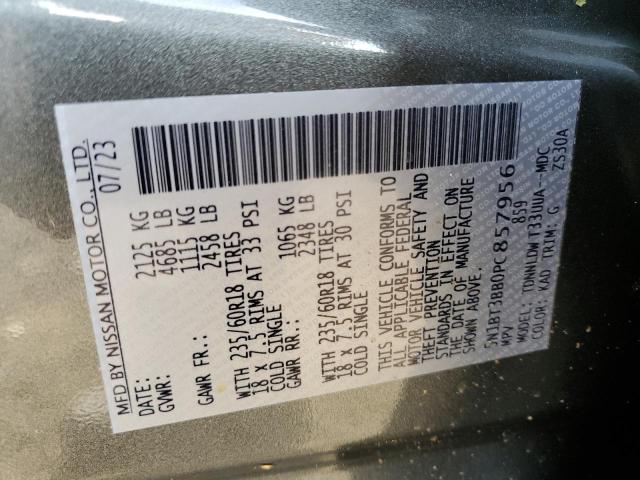 MFD BY NISSAN MOTOR CO., LTD.
DATE: 07/23
GVWR: 2125 KG
4685 LB
GAWR FR.: 1115 KG
2458 LB
WITH 235/60R18 TIRES
18 X 7.5 RIMS AT 33 PSI
COLD SINGLE
GAWR RR.: 1065 KG
2348 LB
WITH 235/60R18 TIRES
18 X 7.5 RIMS AT 30 PSI
COLD SINGLE
THIS VEHICLE CONFORMS TO
ALL APPLICABLE FEDERAL
MOTOR VEHICLE SAFETY AND
THEFT PREVENTION
STANDARDS IN EFFECT ON
THE DATE OF MANUFACTURE
SHOWN ABOVE.
5N1BT3BB0PC857956
MPV 859
MODEL: TDNNLDW T33UUA-MDC
COLOR: KAD TRIM: G ZS30A